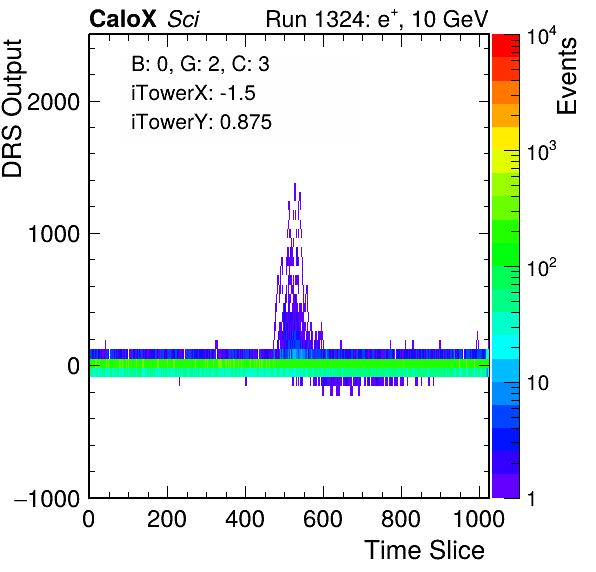 CaloX Sci
Run 1324: e+, 10 GeV
B: 0, G: 2, C: 3
iTowerX: -1.5
iTowerY: 0.875
DRS Output
2000
1000
0
−1000
0 200 400 600 800 1000
Time Slice
Events
10^4
10^3
10^2
10
1